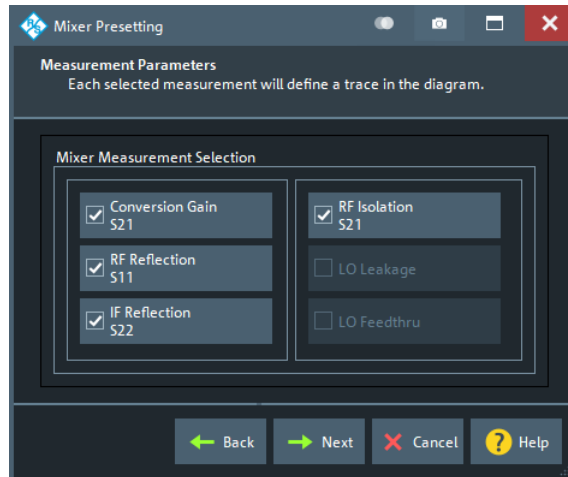 R&S
Mixer Presetting
Measurement Parameters
Each selected measurement will define a trace in the diagram.
Mixer Measurement Selection
Conversion Gain
S21
RF Reflection
S11
IF Reflection
S22
RF Isolation
S21
LO Leakage
LO Feedthru
Back
Next
Cancel
? Help